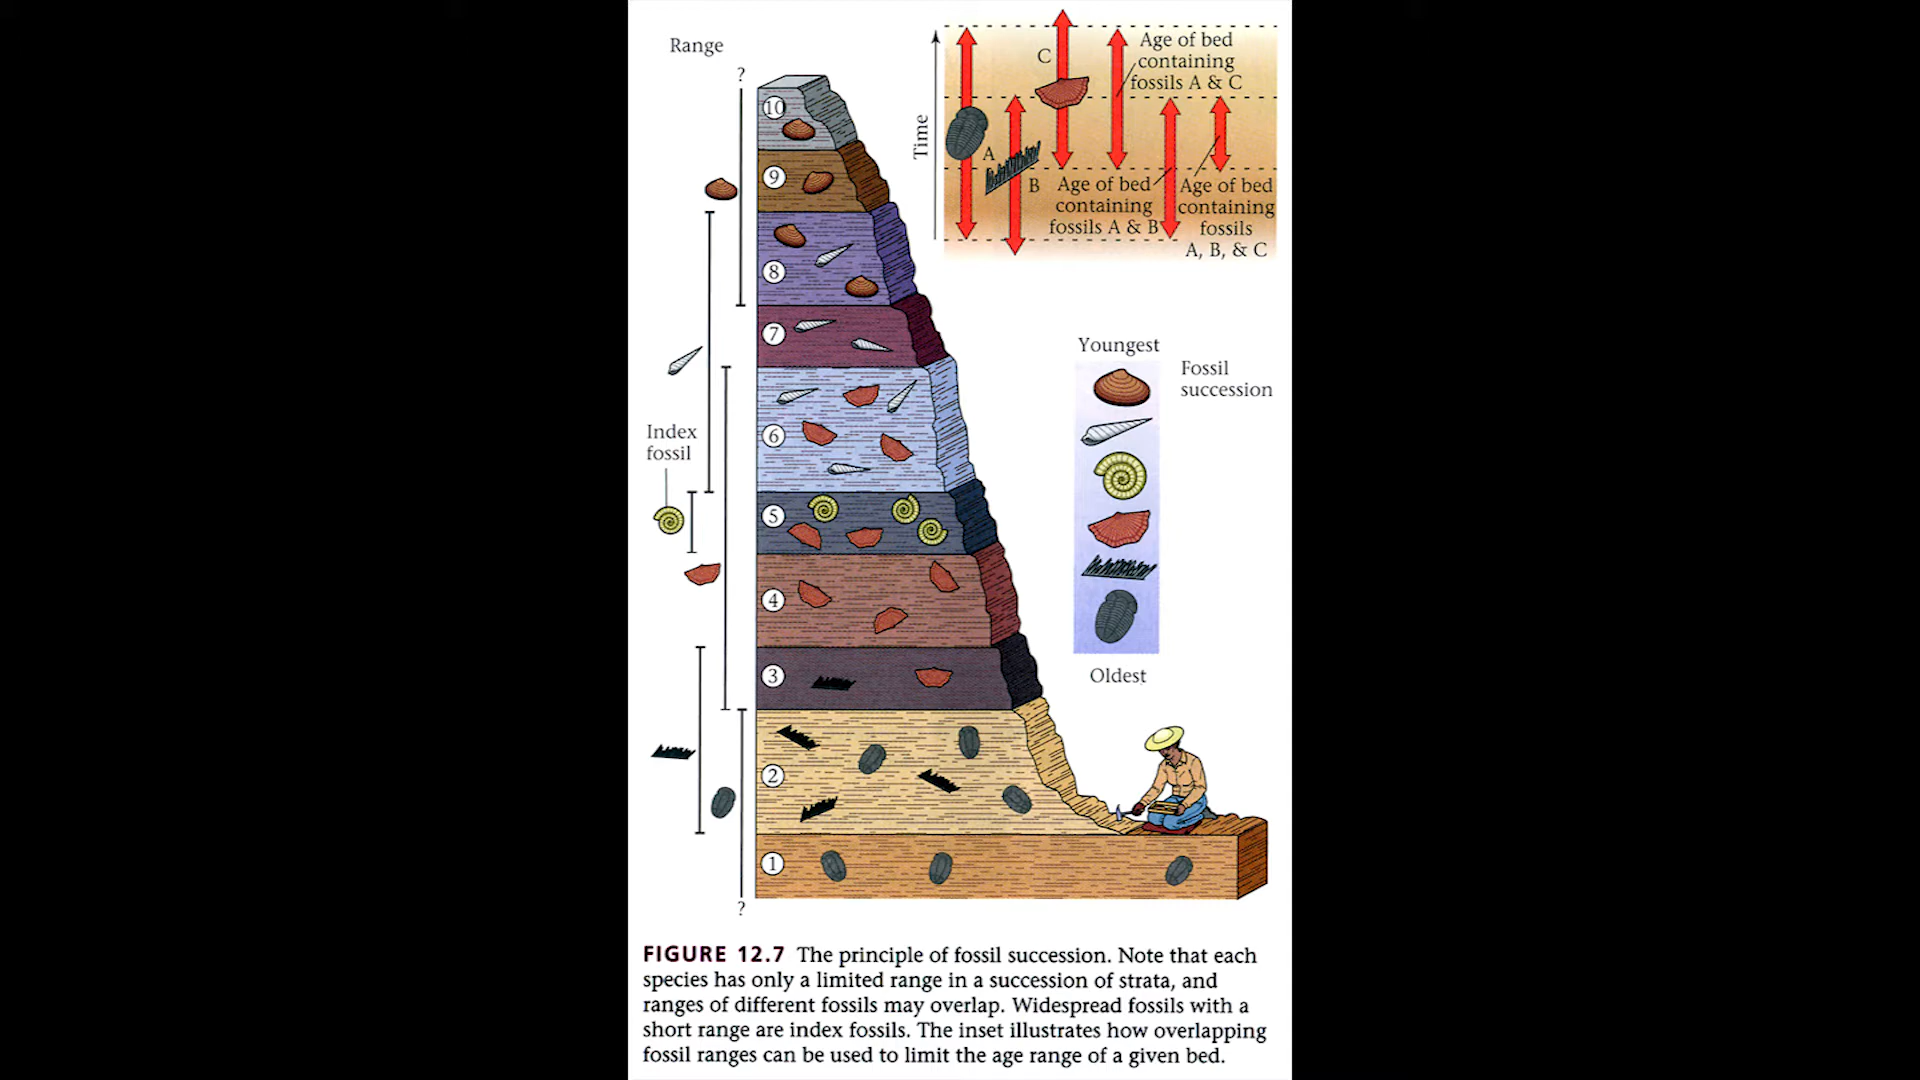 Range
?
10
9
8
7
6
5
4
3
2
1
?
Index
fossil
Time
C
A
B
Age of bed
containing
fossils A & C
Age of bed
containing
fossils A & B
Age of bed
containing
fossils
A, B, & C
Youngest
Fossil
succession
Oldest
FIGURE 12.7 The principle of fossil succession. Note that each
species has only a limited range in a succession of strata, and
ranges of different fossils may overlap. Widespread fossils with a
short range are index fossils. The inset illustrates how overlapping
fossil ranges can be used to limit the age range of a given bed.